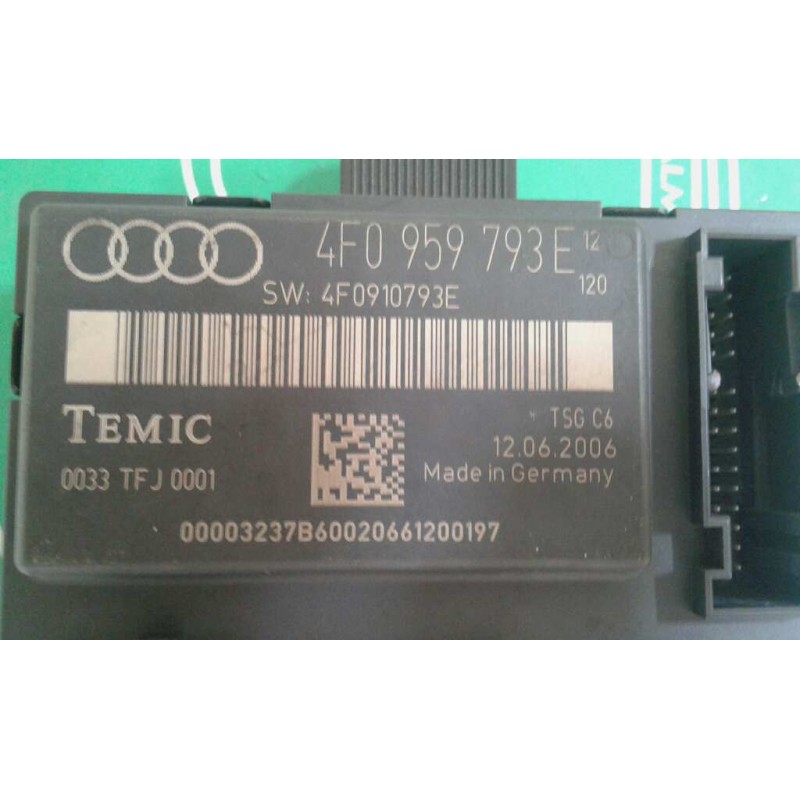 4F0 959 793 E 12
120
SW: 4F0910793E
TEMIC
TSG C6
12.06.2006
0033 TFJ 0001
Made in Germany
00003237B60020661200197